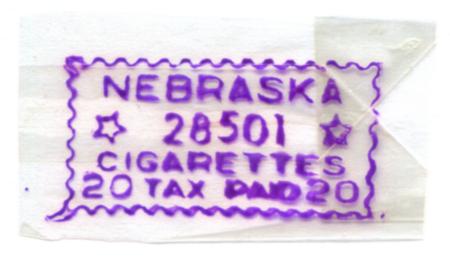 NEBRASKA
28501
CIGARETTES
20 TAX PAID 20